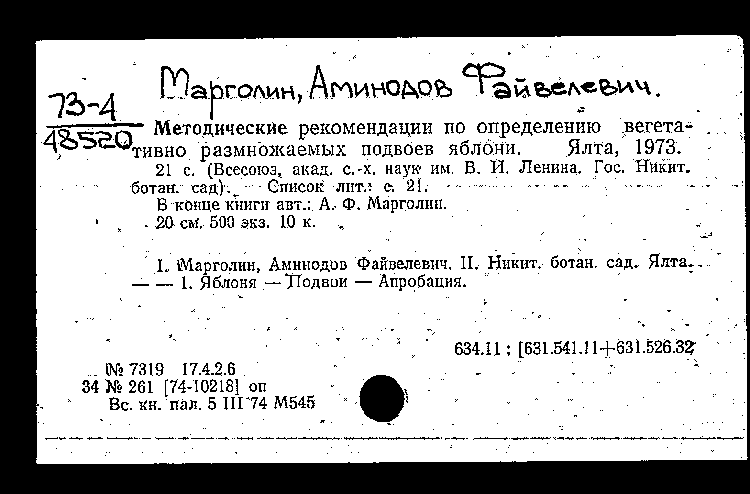 Марголин, Аминодов Файвелевич.
73-4
48520
Методические рекомендации по определению вегета-
тивно размножаемых подвоев яблони. Ялта, 1973.
21 с. (Всесоюз. акад. с.-х. наук им. В. И. Ленина. Гос. Никит.
ботан. сад). Список лит.: с. 21.
В конце книги авт.: А. Ф. Марголин.
20 см. 500 экз. 10 к.
I. Марголин, Аминодов Файвелевич. II. Никит. ботан. сад. Ялта.
— — 1. Яблоня — Подвои — Апробация.
634.11 : [631.541.11+631.526.32
№ 7319 17.4.2.6
34 № 261 [74-10218] оп
Вс. кн. пал. 5 III 74 М545